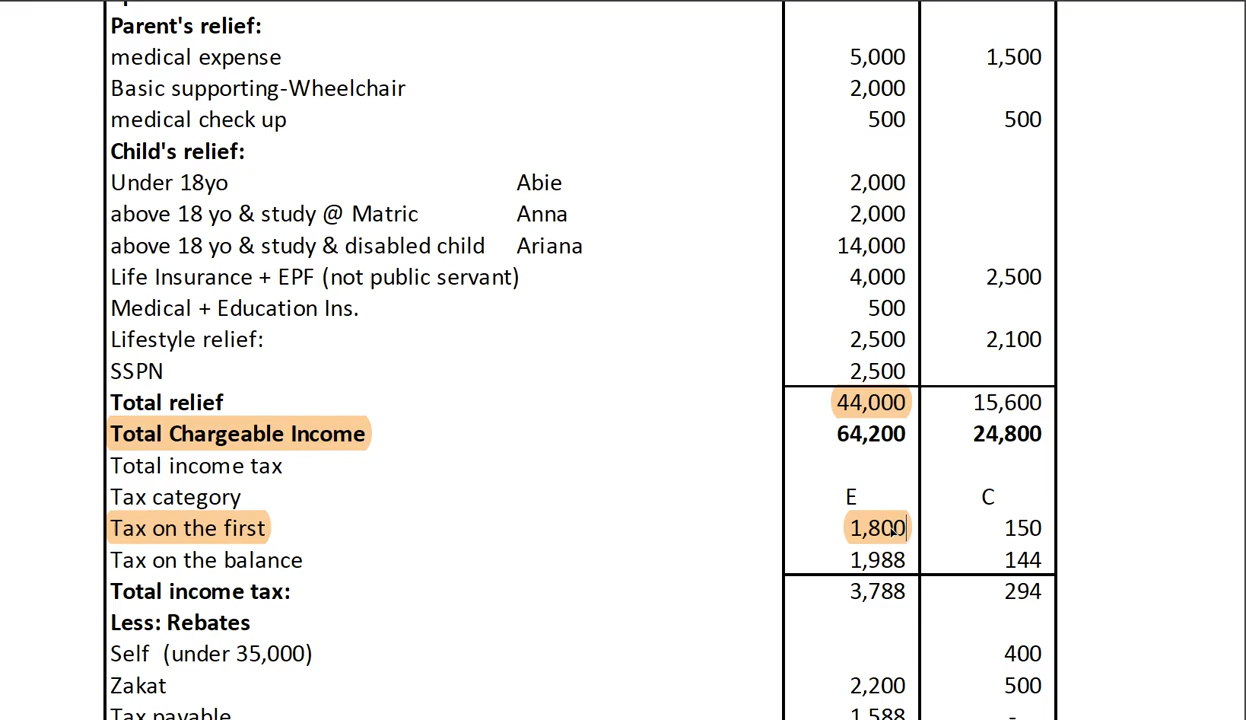 Parent's relief:
medical expense 5,000 1,500
Basic supporting-Wheelchair 2,000
medical check up 500 500
Child's relief:
Under 18yo Abie 2,000
above 18 yo & study @ Matric Anna 2,000
above 18 yo & study & disabled child Ariana 14,000
Life Insurance + EPF (not public servant) 4,000 2,500
Medical + Education Ins. 500
Lifestyle relief: 2,500 2,100
SSPN 2,500
Total relief 44,000 15,600
Total Chargeable Income 64,200 24,800
Total income tax
Tax category E C
Tax on the first 1,800 150
Tax on the balance 1,988 144
Total income tax: 3,788 294
Less: Rebates
Self (under 35,000) 400
Zakat 2,200 500
Tax payable 1,588 -